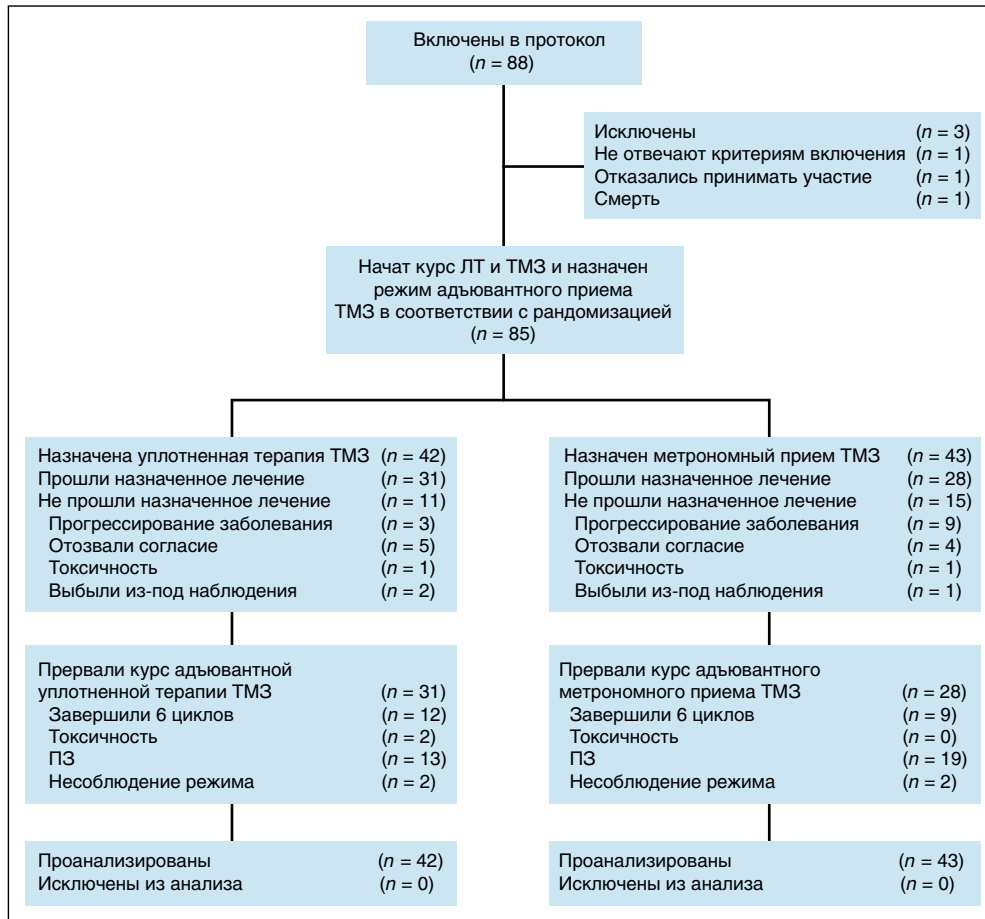 Включены в протокол
(n = 88)
Исключены (n = 3)
Не отвечают критериям включения (n = 1)
Отказались принимать участие (n = 1)
Смерть (n = 1)
Начат курс ЛТ и ТМЗ и назначен
режим адъювантного приема
ТМЗ в соответствии с рандомизацией
(n = 85)
Назначена уплотненная терапия ТМЗ (n = 42)
Прошли назначенное лечение (n = 31)
Не прошли назначенное лечение (n = 11)
Прогрессирование заболевания (n = 3)
Отозвали согласие (n = 5)
Токсичность (n = 1)
Выбыли из-под наблюдения (n = 2)
Назначен метрономный прием ТМЗ (n = 43)
Прошли назначенное лечение (n = 28)
Не прошли назначенное лечение (n = 15)
Прогрессирование заболевания (n = 9)
Отозвали согласие (n = 4)
Токсичность (n = 1)
Выбыли из-под наблюдения (n = 1)
Прервали курс адъювантной
уплотненной терапии ТМЗ (n = 31)
Завершили 6 циклов (n = 12)
Токсичность (n = 2)
ПЗ (n = 13)
Несоблюдение режима (n = 2)
Прервали курс адъювантного
метрономного приема ТМЗ (n = 28)
Завершили 6 циклов (n = 9)
Токсичность (n = 0)
ПЗ (n = 19)
Несоблюдение режима (n = 2)
Проанализированы (n = 42)
Исключены из анализа (n = 0)
Проанализированы (n = 43)
Исключены из анализа (n = 0)